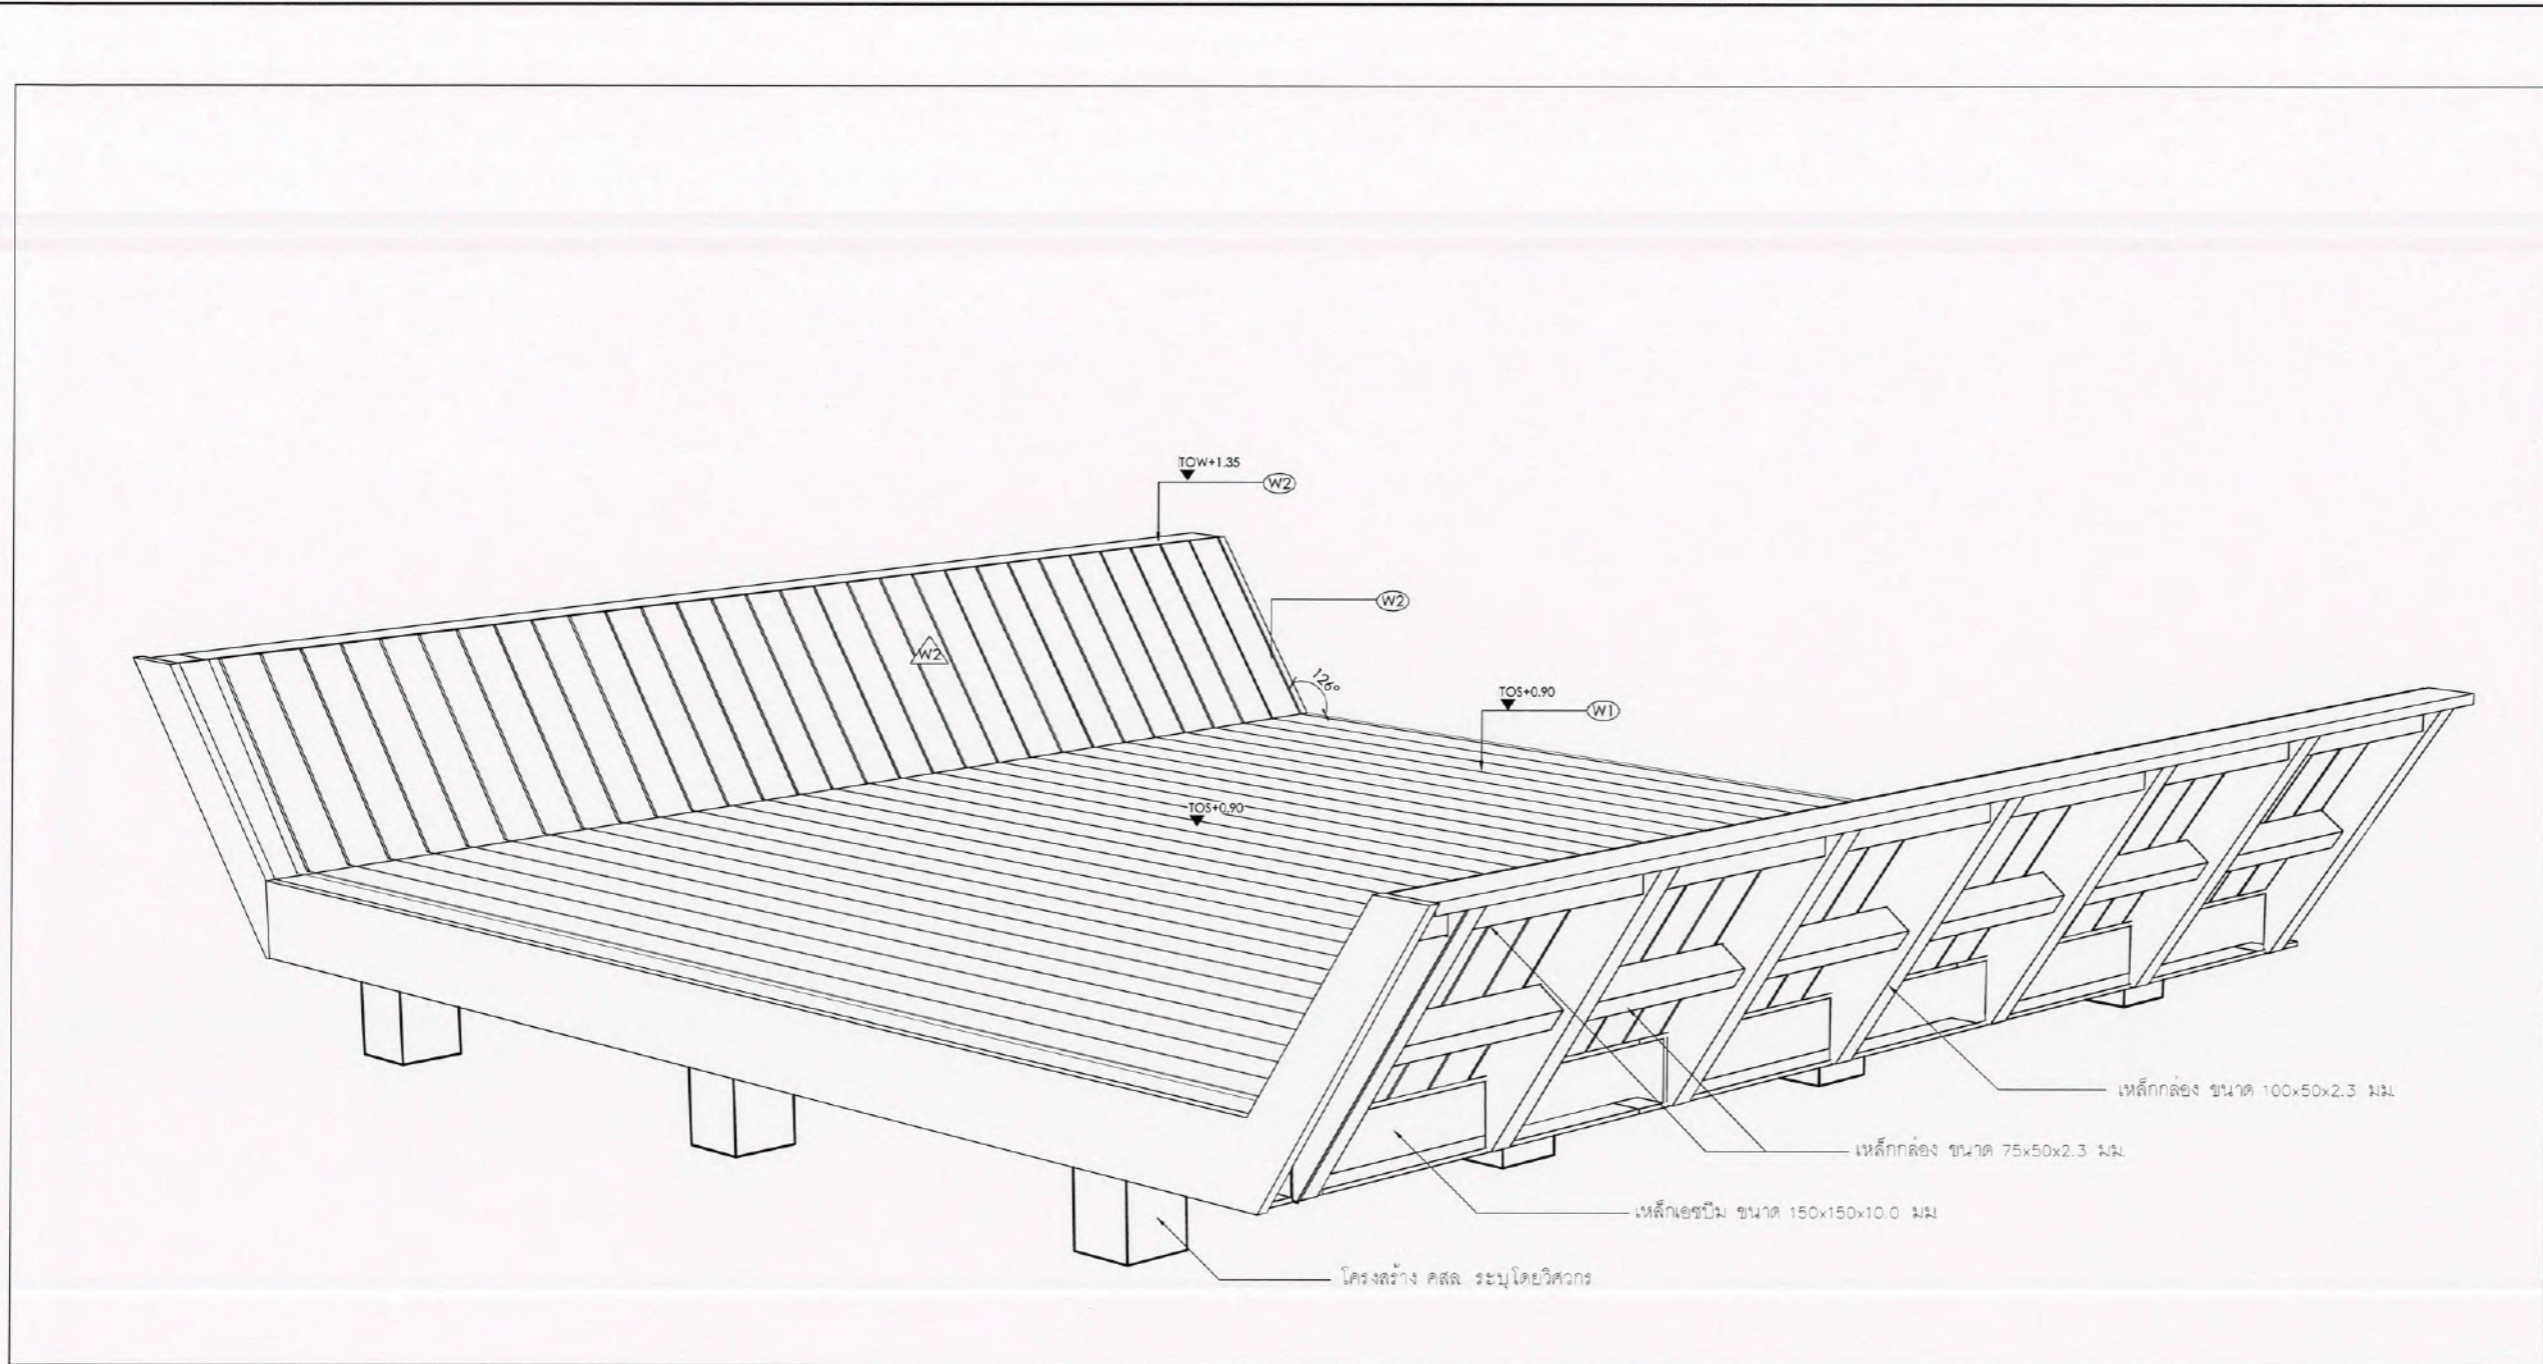 TOW+1.35
W2
W2
126°
TOS+0.90
W1
W2
TOS+0.90
เหล็กกล่อง ขนาด 100x50x2.3 มม.
เหล็กกล่อง ขนาด 75x50x2.3 มม.
เหล็กเอชบีม ขนาด 150x150x10.0 มม
โครงสร้าง คสล. ระบุโดยวิศวกร